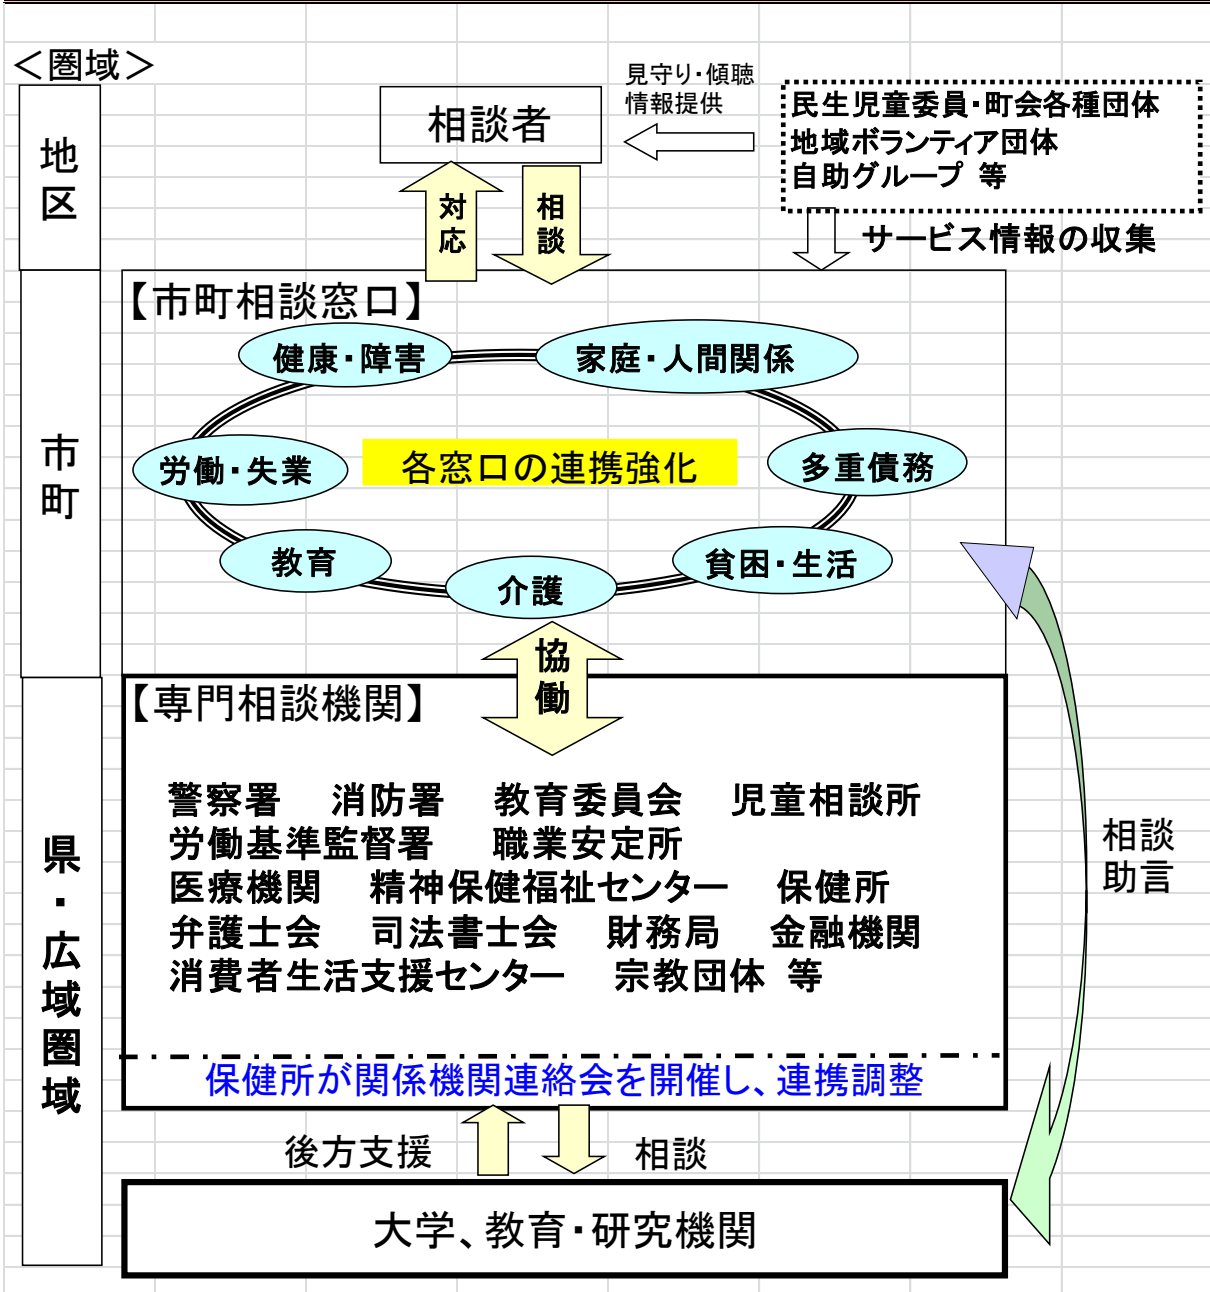 ＜圏域＞
地区
相談者
見守り・傾聴
情報提供
民生児童委員・町会各種団体
地域ボランティア団体
自助グループ 等
対応
相談
サービス情報の収集
市町
【市町相談窓口】
健康・障害
家庭・人間関係
労働・失業
各窓口の連携強化
多重債務
教育
介護
貧困・生活
協働
県・広域圏域
【専門相談機関】
警察署 消防署 教育委員会 児童相談所
労働基準監督署 職業安定所
医療機関 精神保健福祉センター 保健所
弁護士会 司法書士会 財務局 金融機関
消費者生活支援センター 宗教団体 等
保健所が関係機関連絡会を開催し、連携調整
相談
助言
後方支援
相談
大学、教育・研究機関